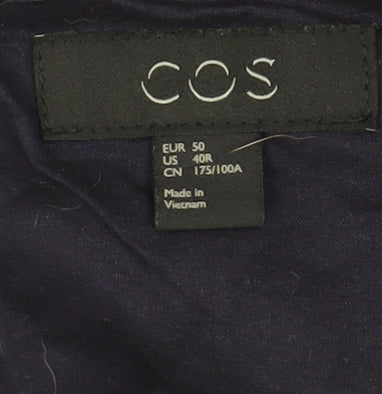 COS
EUR 50
US 40R
CN 175/100A
Made in
Vietnam